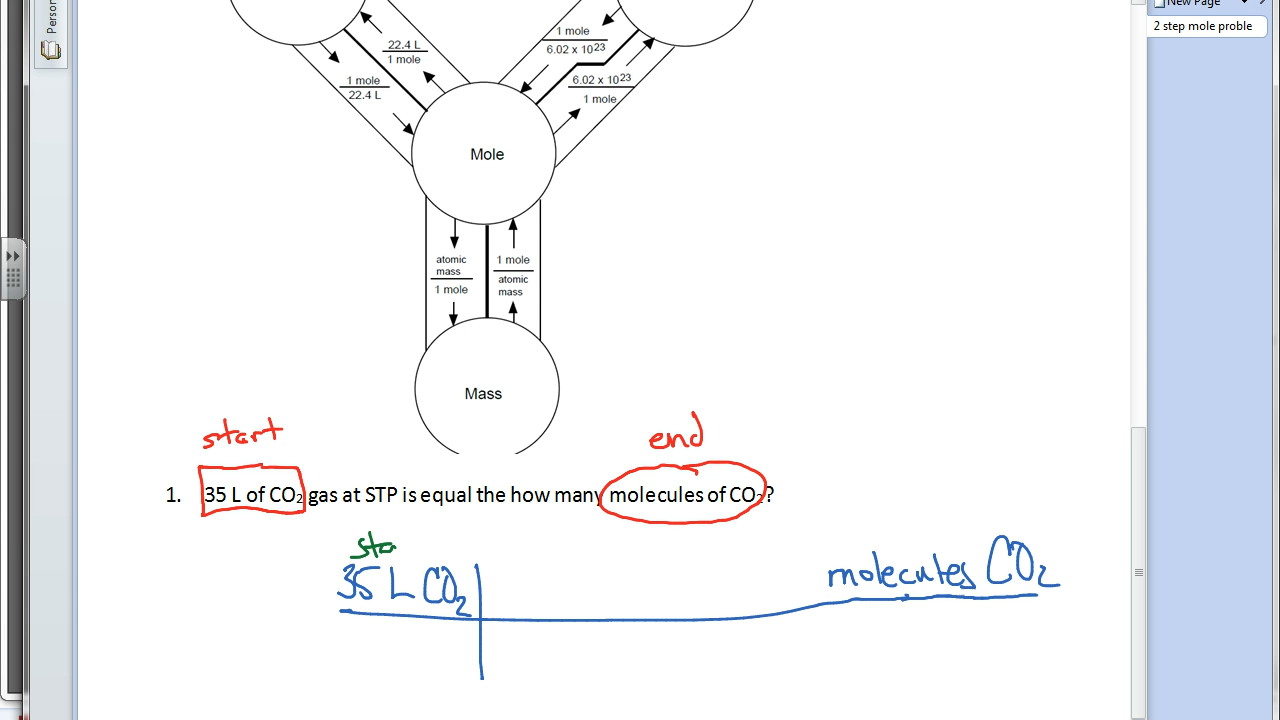 Person
New Page
2 step mole proble
22.4 L
1 mole
1 mole
22.4 L
1 mole
6.02 x 10²³
6.02 x 10²³
1 mole
Mole
atomic
mass
1 mole
1 mole
atomic
mass
Mass
start
end
1. 35 L of CO₂ gas at STP is equal the how many molecules of CO₂?
sta
35 L CO₂
molecules CO₂